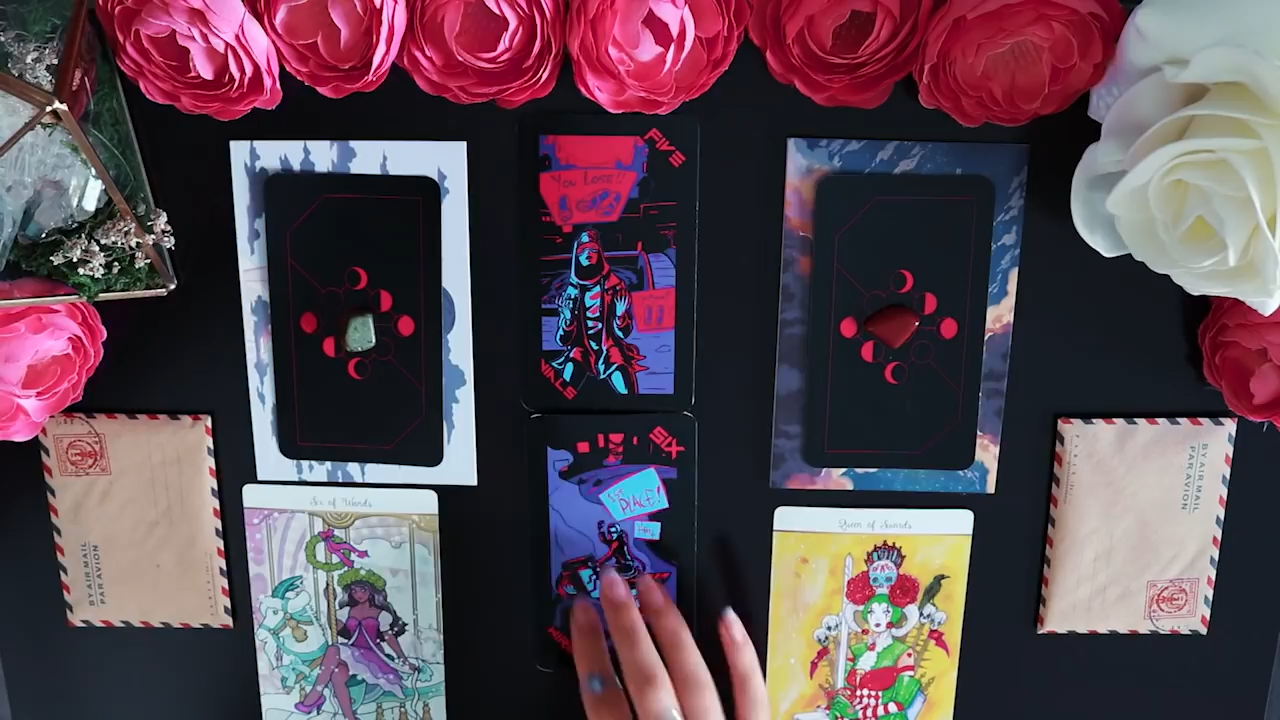 FIVE
YOU LOSE!!
VIALS
SIX
1ST
PLACE!
Six of Wands
Queen of Swords
BY AIR MAIL
PAR AVION
BY AIR MAIL
PAR AVION